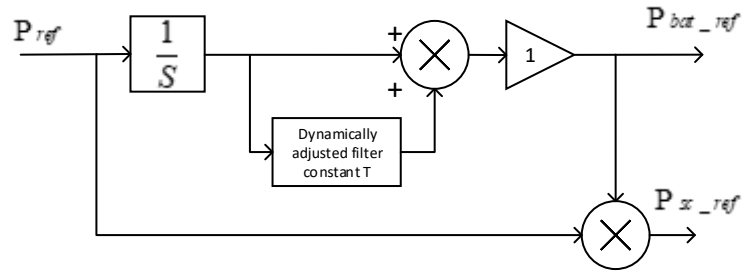 P ref
1
S
+
+
Dynamically
adjusted filter
constant T
1
P bat _ ref
P sc _ ref